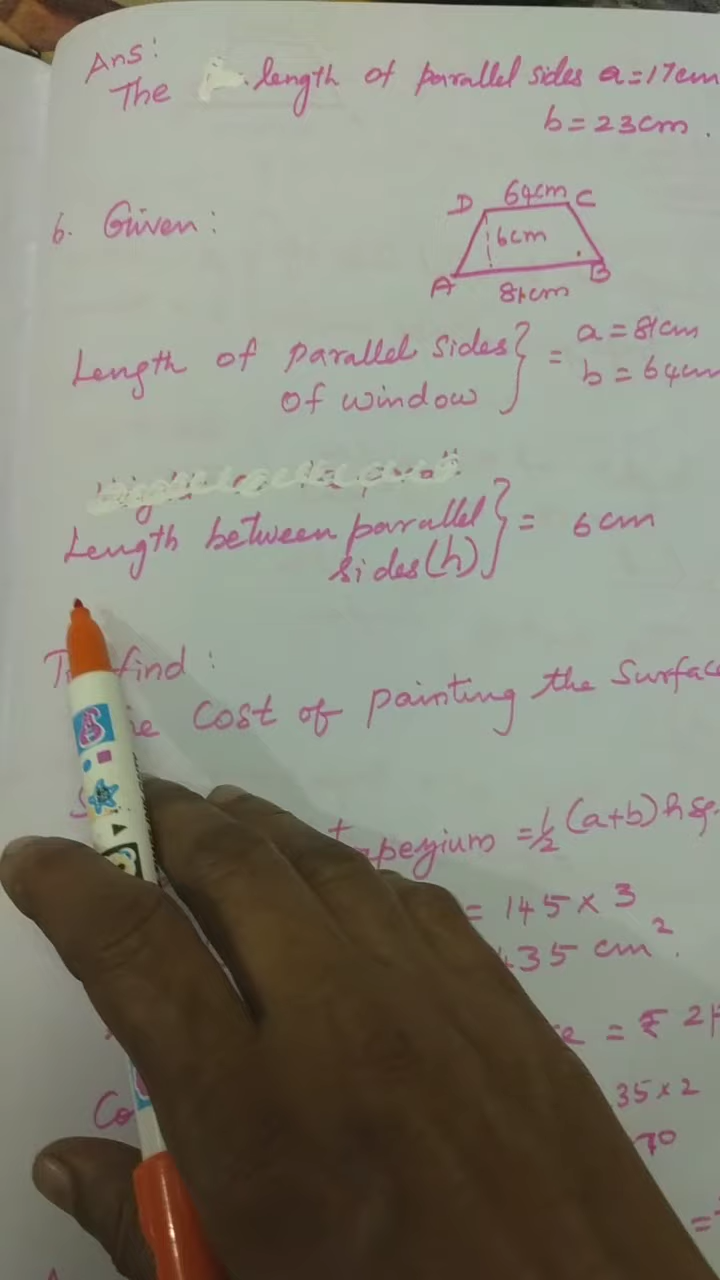 Ans:
The length of parallel sides a=17cm
b=23cm.
6. Given:
D 64cm C
6cm
A B
81cm
Length of parallel sides } = a=81cm
of window b=64cm
Length between parallel } = 6cm
sides(h)
find:
cost of painting the Surface
trapezium =½(a+b)h sq.
= 145×3
435 cm².
= ₹ 2
35×2
70
=